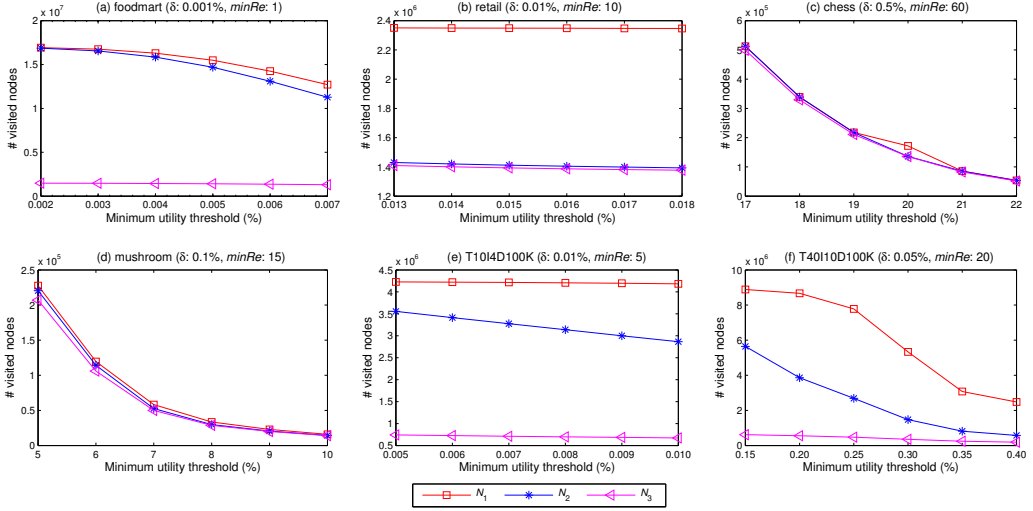 (a) foodmart (δ: 0.001%, minRe: 1)
x 10^7
2
1.5
1
0.5
0
# visited nodes
0.002 0.003 0.004 0.005 0.006 0.007
Minimum utility threshold (%)
(b) retail (δ: 0.01%, minRe: 10)
x 10^6
2.6
2.4
2.2
2
1.8
1.6
1.4
1.2
# visited nodes
0.013 0.014 0.015 0.016 0.017 0.018
Minimum utility threshold (%)
(c) chess (δ: 0.5%, minRe: 60)
x 10^5
6
5
4
3
2
1
0
# visited nodes
17 18 19 20 21 22
Minimum utility threshold (%)
(d) mushroom (δ: 0.1%, minRe: 15)
x 10^5
2.5
2
1.5
1
0.5
0
# visited nodes
5 6 7 8 9 10
Minimum utility threshold (%)
(e) T10I4D100K (δ: 0.01%, minRe: 5)
x 10^6
4.5
4
3.5
3
2.5
2
1.5
1
0.5
# visited nodes
0.005 0.006 0.007 0.008 0.009 0.010
Minimum utility threshold (%)
(f) T40I10D100K (δ: 0.05%, minRe: 20)
x 10^6
10
8
6
4
2
0
# visited nodes
0.15 0.20 0.25 0.30 0.35 0.40
Minimum utility threshold (%)
N1 N2 N3